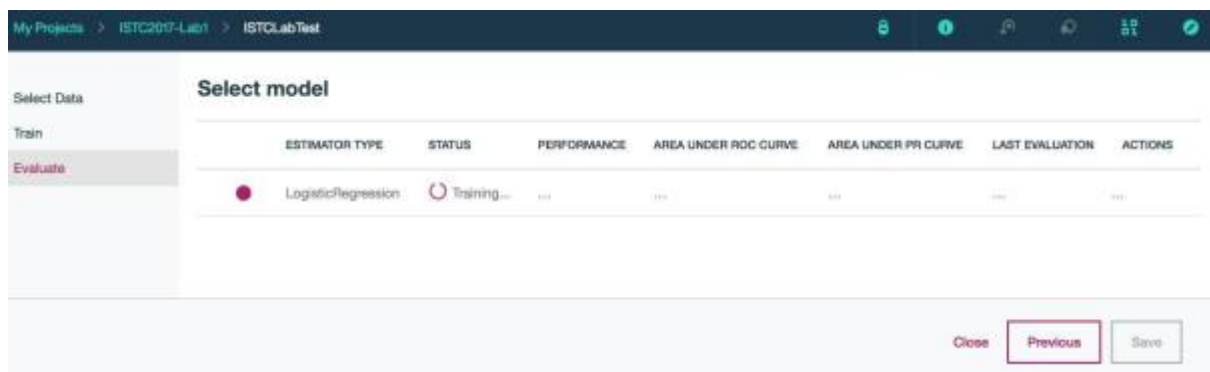 My Projects > ISTC2017-Lab1 > ISTCLabTest
Select Data
Train
Evaluate
Select model
ESTIMATOR TYPE STATUS PERFORMANCE AREA UNDER ROC CURVE AREA UNDER PR CURVE LAST EVALUATION ACTIONS
LogisticRegression Training... ... ... ... ... ...
Close Previous Save